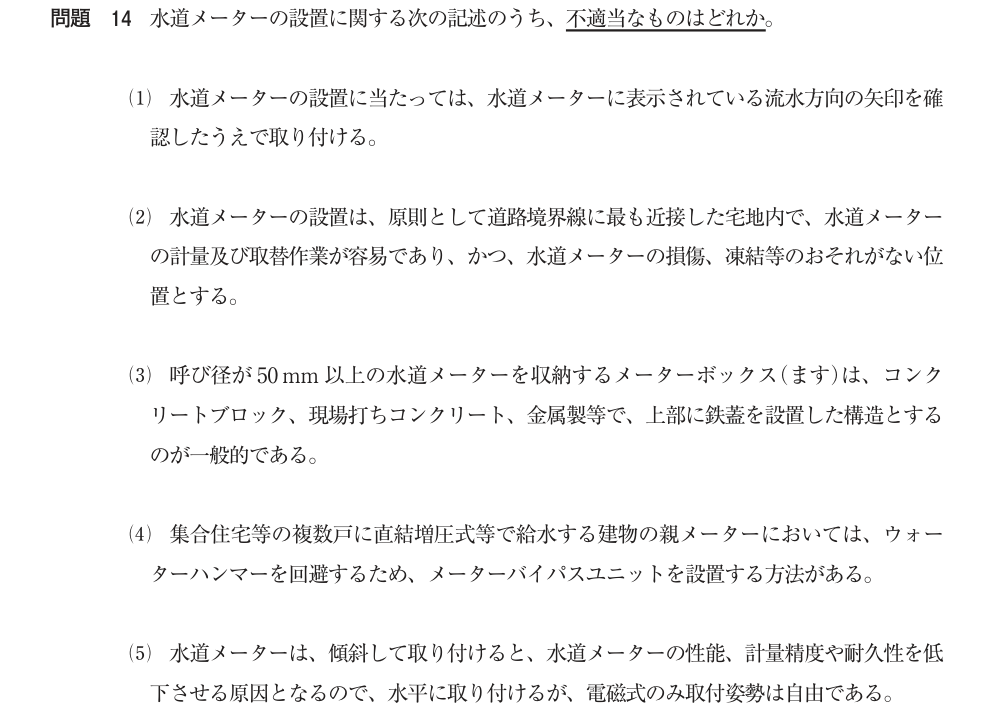 問題 14 水道メーターの設置に関する次の記述のうち、不適当なものはどれか。
(1) 水道メーターの設置に当たっては、水道メーターに表示されている流水方向の矢印を確
認したうえで取り付ける。
(2) 水道メーターの設置は、原則として道路境界線に最も近接した宅地内で、水道メーター
の計量及び取替作業が容易であり、かつ、水道メーターの損傷、凍結等のおそれがない位
置とする。
(3) 呼び径が 50 mm 以上の水道メーターを収納するメーターボックス(ます)は、コンク
リートブロック、現場打ちコンクリート、金属製等で、上部に鉄蓋を設置した構造とする
のが一般的である。
(4) 集合住宅等の複数戸に直結増圧式等で給水する建物の親メーターにおいては、ウォー
ターハンマーを回避するため、メーターバイパスユニットを設置する方法がある。
(5) 水道メーターは、傾斜して取り付けると、水道メーターの性能、計量精度や耐久性を低
下させる原因となるので、水平に取り付けるが、電磁式のみ取付姿勢は自由である。